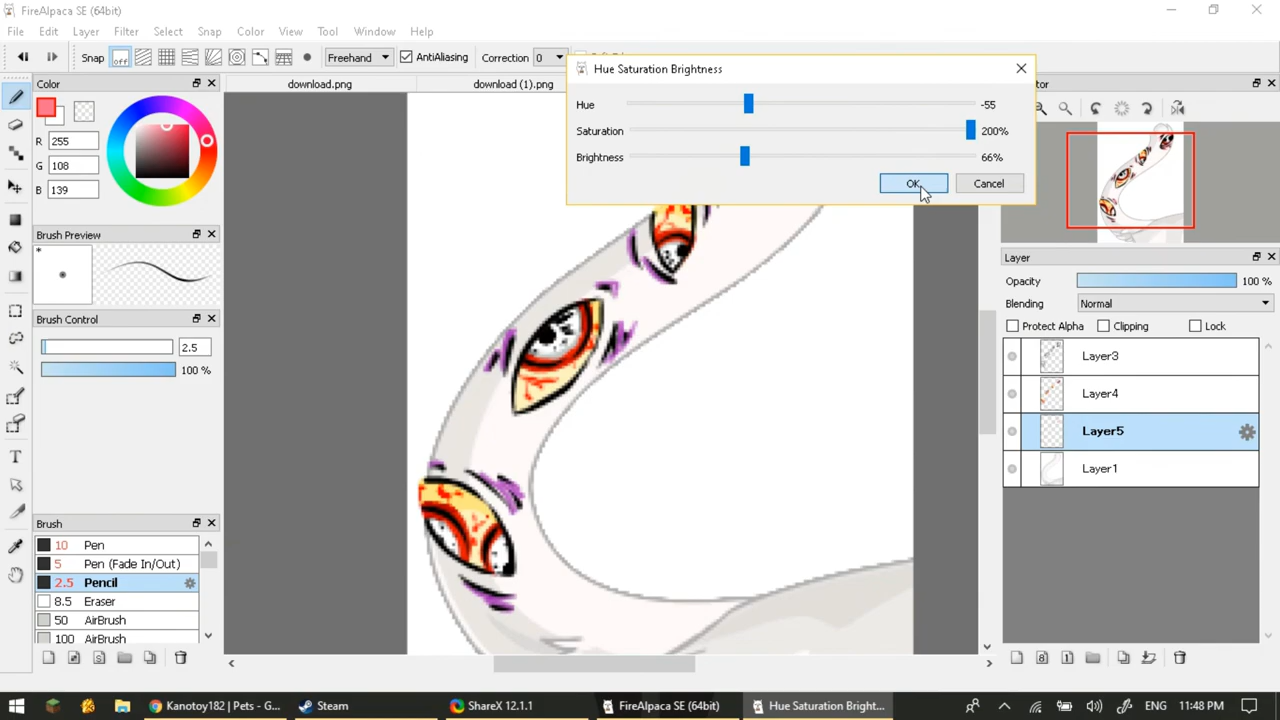 FireAlpaca SE (64bit)
File Edit Layer Filter Select Snap Color View Tool Window Help
Snap off Freehand AntiAliasing Correction 0
Color
download.png download (1).png
Hue Saturation Brightness
Hue -55
Saturation 200%
Brightness 66%
OK Cancel
R 255
G 108
B 139
Brush Preview
*
Brush Control
2.5
100 %
Brush
10 Pen
5 Pen (Fade In/Out)
2.5 Pencil
8.5 Eraser
50 AirBrush
100 AirBrush
Layer
Opacity 100 %
Blending Normal
Protect Alpha Clipping Lock
Layer3
Layer4
Layer5
Layer1
Kanotoy182 | Pets - G... Steam ShareX 12.1.1 FireAlpaca SE (64bit) Hue Saturation Brightne... ENG 11:48 PM